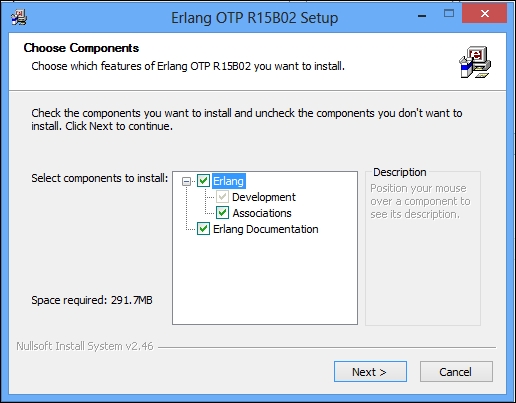 Erlang OTP R15B02 Setup
Choose Components
Choose which features of Erlang OTP R15B02 you want to install.
Check the components you want to install and uncheck the components you don't want to
install. Click Next to continue.
Select components to install:
Erlang
Development
Associations
Erlang Documentation
Description
Position your mouse
over a component to
see its description.
Space required: 291.7MB
Nullsoft Install System v2.46
Next >
Cancel